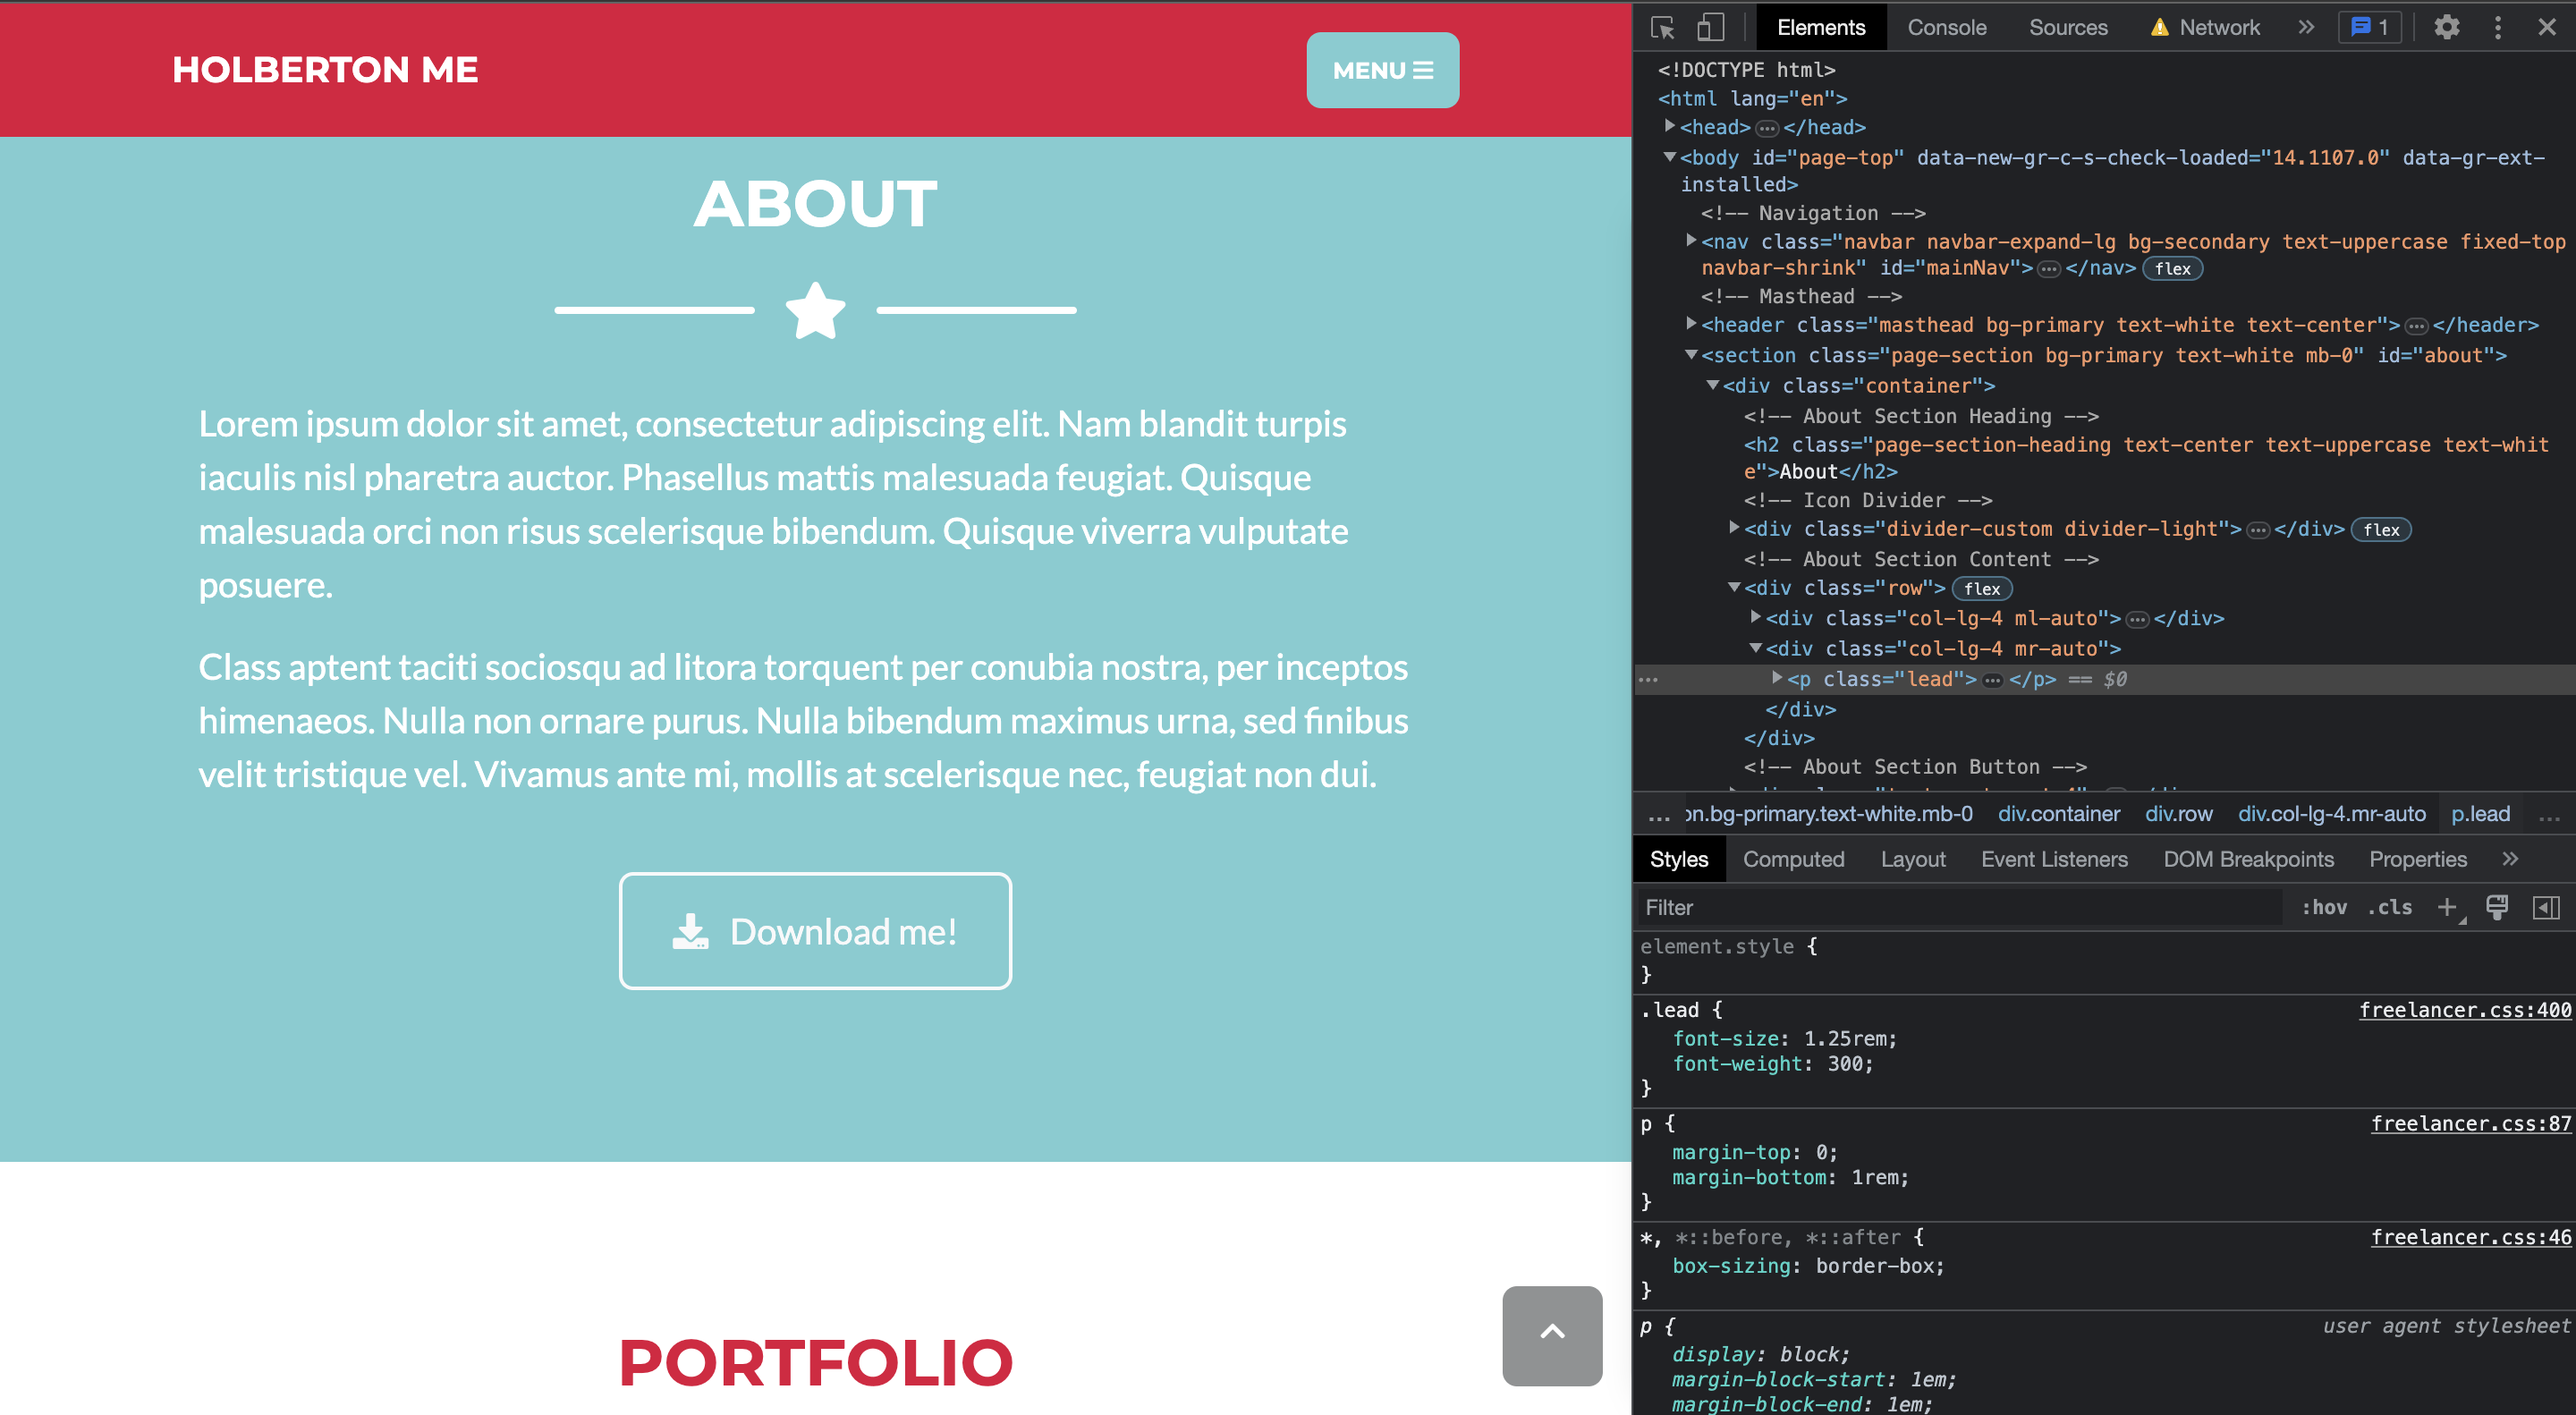 HOLBERTON ME
MENU
ABOUT
Lorem ipsum dolor sit amet, consectetur adipiscing elit. Nam blandit turpis
iaculis nisl pharetra auctor. Phasellus mattis malesuada feugiat. Quisque
malesuada orci non risus scelerisque bibendum. Quisque viverra vulputate
posuere.
Class aptent taciti sociosqu ad litora torquent per conubia nostra, per inceptos
himenaeos. Nulla non ornare purus. Nulla bibendum maximus urna, sed finibus
velit tristique vel. Vivamus ante mi, mollis at scelerisque nec, feugiat non dui.
Download me!
PORTFOLIO
Elements Console Sources Network » 1
<!DOCTYPE html>
<html lang="en">
<head> … </head>
<body id="page-top" data-new-gr-c-s-check-loaded="14.1107.0" data-gr-ext-
installed>
<!-- Navigation -->
<nav class="navbar navbar-expand-lg bg-secondary text-uppercase fixed-top
navbar-shrink" id="mainNav"> … </nav> flex
<!-- Masthead -->
<header class="masthead bg-primary text-white text-center"> … </header>
<section class="page-section bg-primary text-white mb-0" id="about">
<div class="container">
<!-- About Section Heading -->
<h2 class="page-section-heading text-center text-uppercase text-whit
e">About</h2>
<!-- Icon Divider -->
<div class="divider-custom divider-light"> … </div> flex
<!-- About Section Content -->
<div class="row"> flex
<div class="col-lg-4 ml-auto"> … </div>
<div class="col-lg-4 mr-auto">
… <p class="lead"> … </p> == $0
</div>
</div>
<!-- About Section Button -->
… on.bg-primary.text-white.mb-0 div.container div.row div.col-lg-4.mr-auto p.lead …
Styles Computed Layout Event Listeners DOM Breakpoints Properties »
Filter :hov .cls +
element.style {
}
.lead { freelancer.css:400
font-size: 1.25rem;
font-weight: 300;
}
p { freelancer.css:87
margin-top: 0;
margin-bottom: 1rem;
}
*, *::before, *::after { freelancer.css:46
box-sizing: border-box;
}
p { user agent stylesheet
display: block;
margin-block-start: 1em;
margin-block-end: 1em;